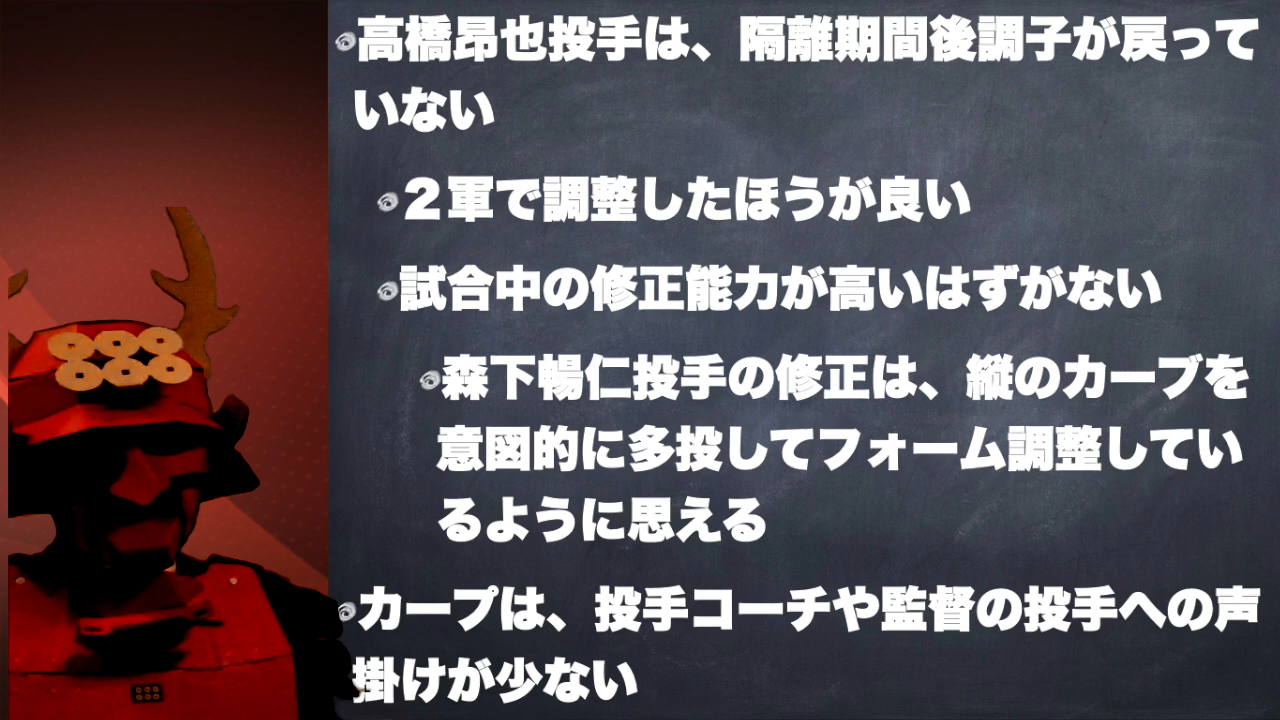 高橋昂也投手は、隔離期間後調子が戻って
いない
２軍で調整したほうが良い
試合中の修正能力が高いはずがない
森下暢仁投手の修正は、縦のカーブを
意図的に多投してフォーム調整してい
るように思える
カープは、投手コーチや監督の投手への声
掛けが少ない